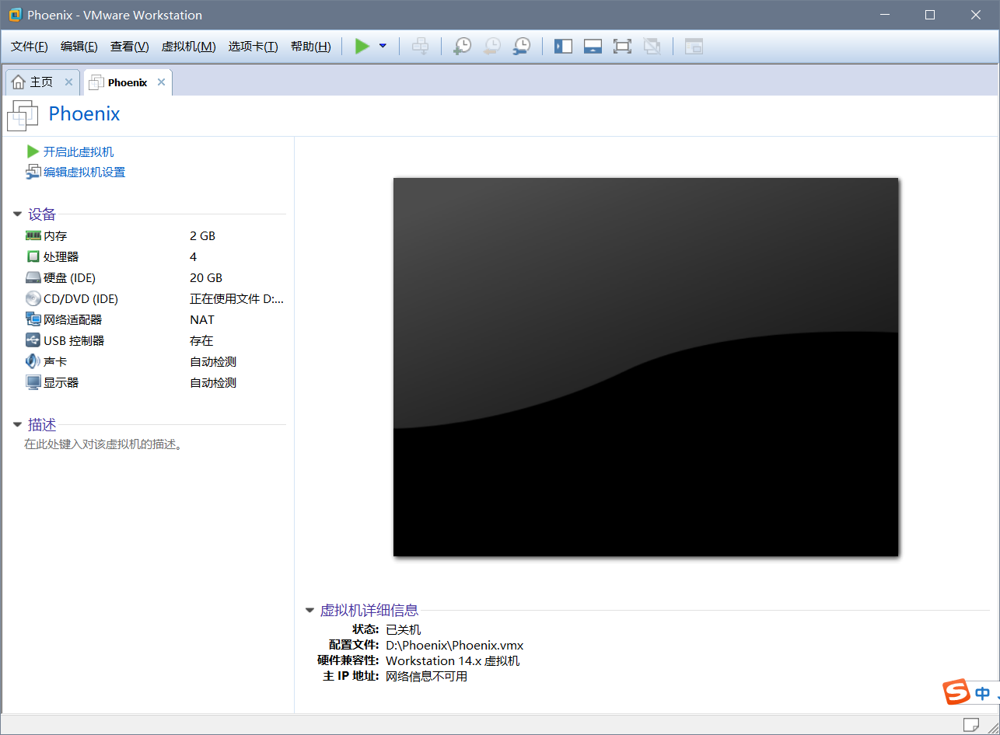 Phoenix - VMware Workstation
文件(F) 编辑(E) 查看(V) 虚拟机(M) 选项卡(T) 帮助(H)
主页 Phoenix
Phoenix
开启此虚拟机
编辑虚拟机设置
设备
内存 2 GB
处理器 4
硬盘 (IDE) 20 GB
CD/DVD (IDE) 正在使用文件 D:...
网络适配器 NAT
USB 控制器 存在
声卡 自动检测
显示器 自动检测
描述
在此处键入对该虚拟机的描述。
虚拟机详细信息
状态: 已关机
配置文件: D:\Phoenix\Phoenix.vmx
硬件兼容性: Workstation 14.x 虚拟机
主 IP 地址: 网络信息不可用
S 中